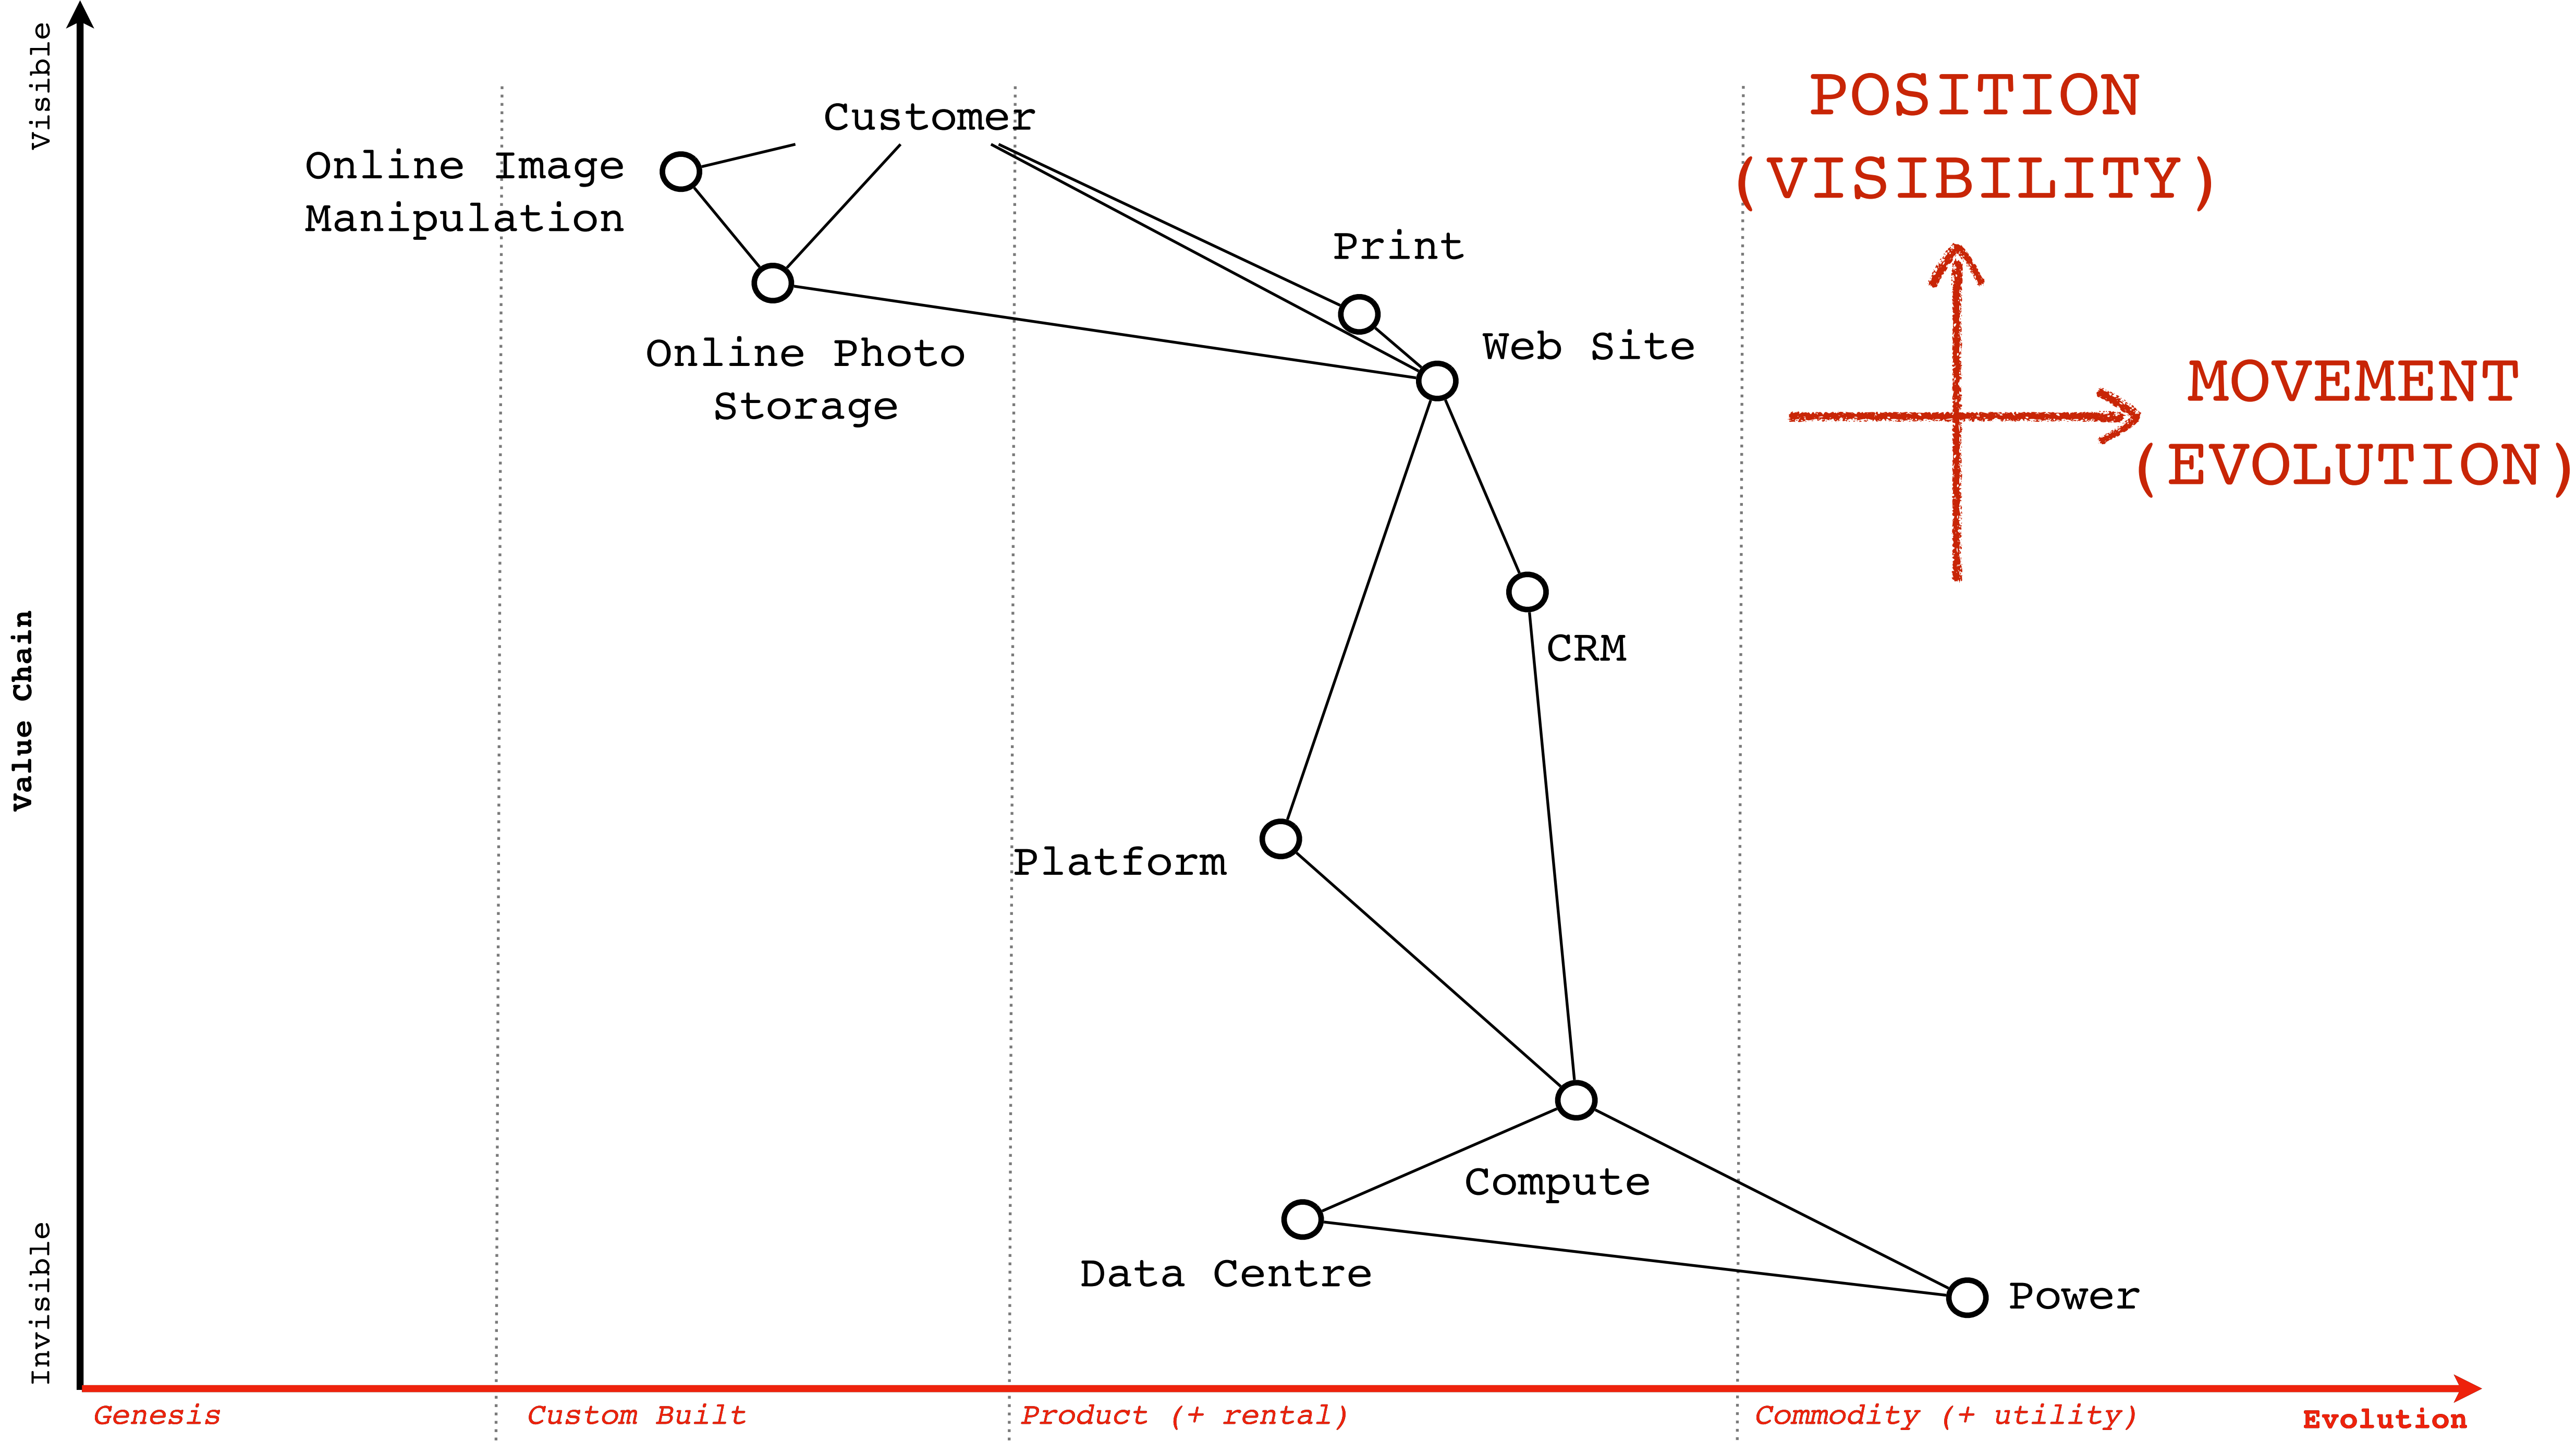 Visible
Customer
POSITION
(VISIBILITY)
Online Image
Manipulation
Print
Web Site
Online Photo
Storage
MOVEMENT
(EVOLUTION)
Value Chain
CRM
Platform
Compute
Data Centre
Power
Invisible
Genesis
Custom Built
Product (+ rental)
Commodity (+ utility)
Evolution